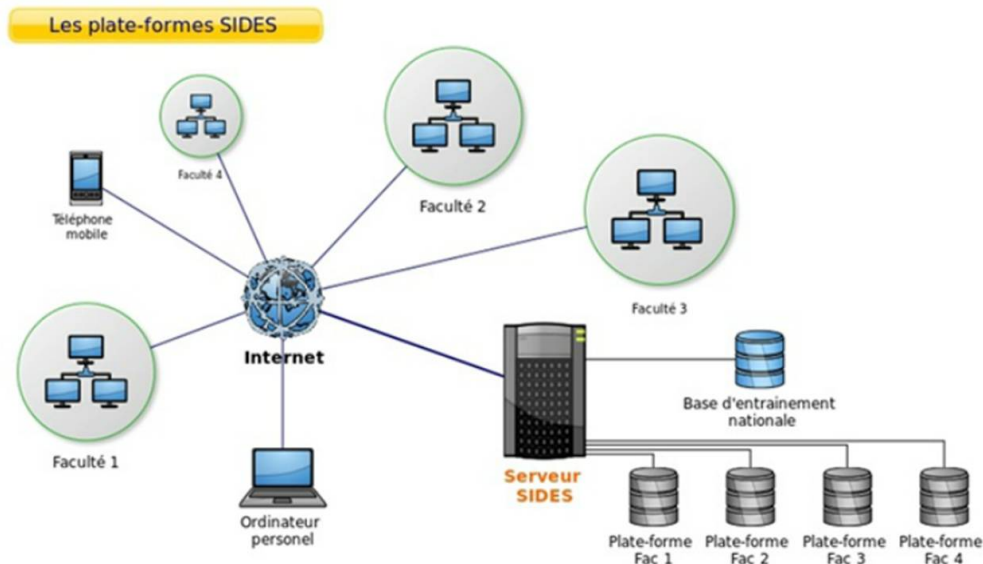 Les plate-formes SIDES
Faculté 4
Faculté 2
Téléphone
mobile
Faculté 3
Internet
Base d'entrainement
nationale
Faculté 1
Serveur
SIDES
Ordinateur
personel
Plate-forme
Fac 1
Plate-forme
Fac 2
Plate-forme
Fac 3
Plate-forme
Fac 4